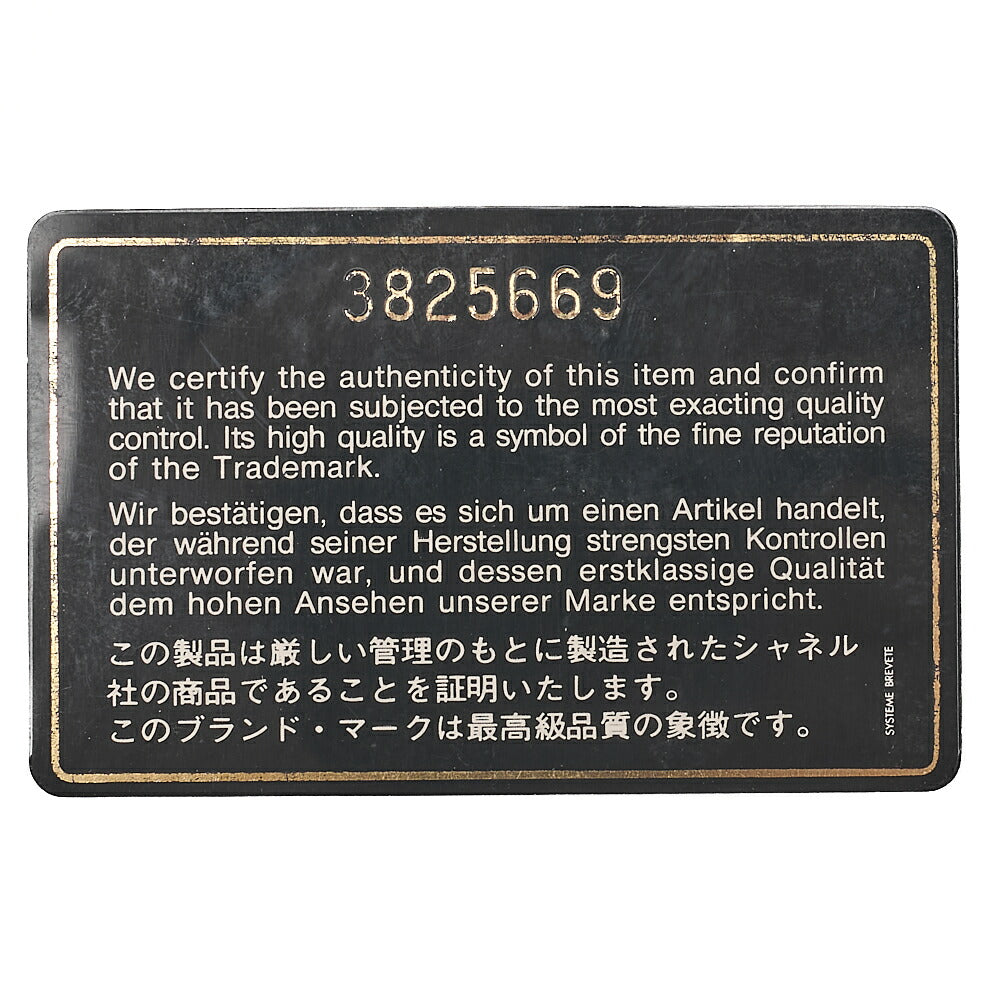 3825669
We certify the authenticity of this item and confirm
that it has been subjected to the most exacting quality
control. Its high quality is a symbol of the fine reputation
of the Trademark.
Wir bestätigen, dass es sich um einen Artikel handelt,
der während seiner Herstellung strengsten Kontrollen
unterworfen war, und dessen erstklassige Qualität
dem hohen Ansehen unserer Marke entspricht.
この製品は厳しい管理のもとに製造されたシャネル
社の商品であることを証明いたします。
このブランド・マークは最高級品質の象徴です。
SYSTEME BREVETE